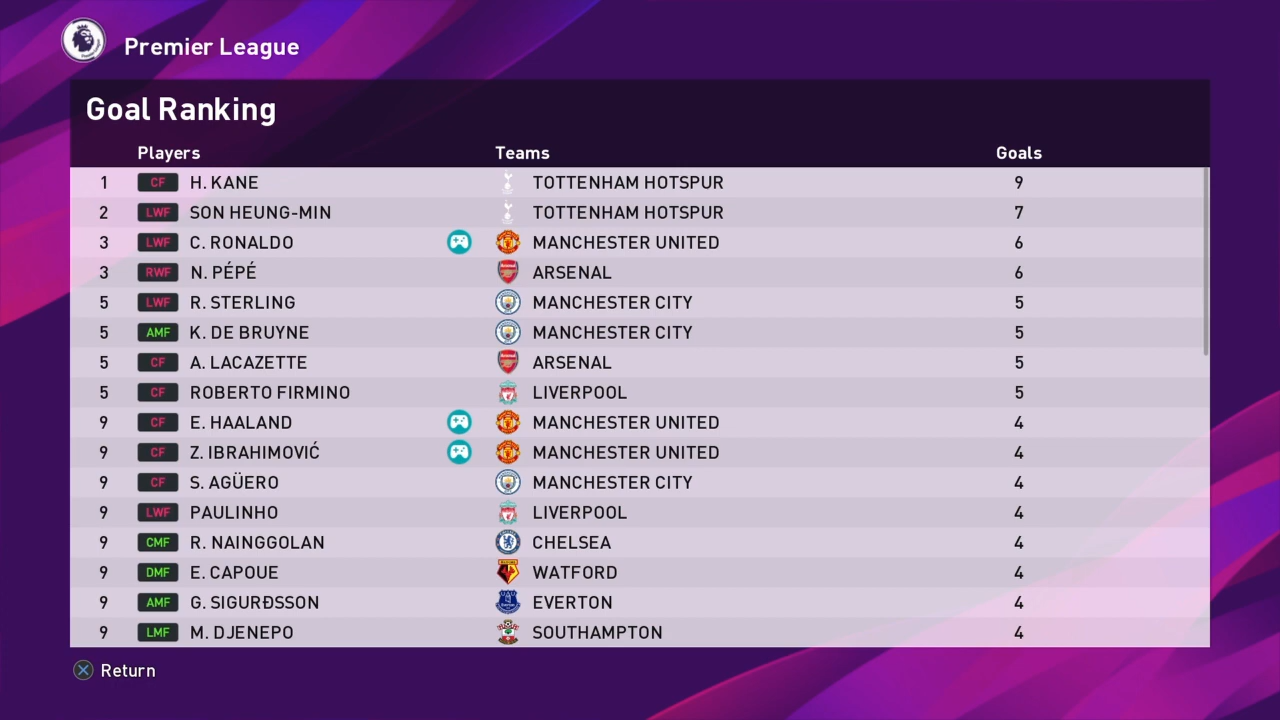 Premier League
Goal Ranking
Players Teams Goals
1 CF H. KANE TOTTENHAM HOTSPUR 9
2 LWF SON HEUNG-MIN TOTTENHAM HOTSPUR 7
3 LWF C. RONALDO MANCHESTER UNITED 6
3 RWF N. PÉPÉ ARSENAL 6
5 LWF R. STERLING MANCHESTER CITY 5
5 AMF K. DE BRUYNE MANCHESTER CITY 5
5 CF A. LACAZETTE ARSENAL 5
5 CF ROBERTO FIRMINO LIVERPOOL 5
9 CF E. HAALAND MANCHESTER UNITED 4
9 CF Z. IBRAHIMOVIĆ MANCHESTER UNITED 4
9 CF S. AGÜERO MANCHESTER CITY 4
9 LWF PAULINHO LIVERPOOL 4
9 CMF R. NAINGGOLAN CHELSEA 4
9 DMF E. CAPOUE WATFORD 4
9 AMF G. SIGURÐSSON EVERTON 4
9 LMF M. DJENEPO SOUTHAMPTON 4
Return